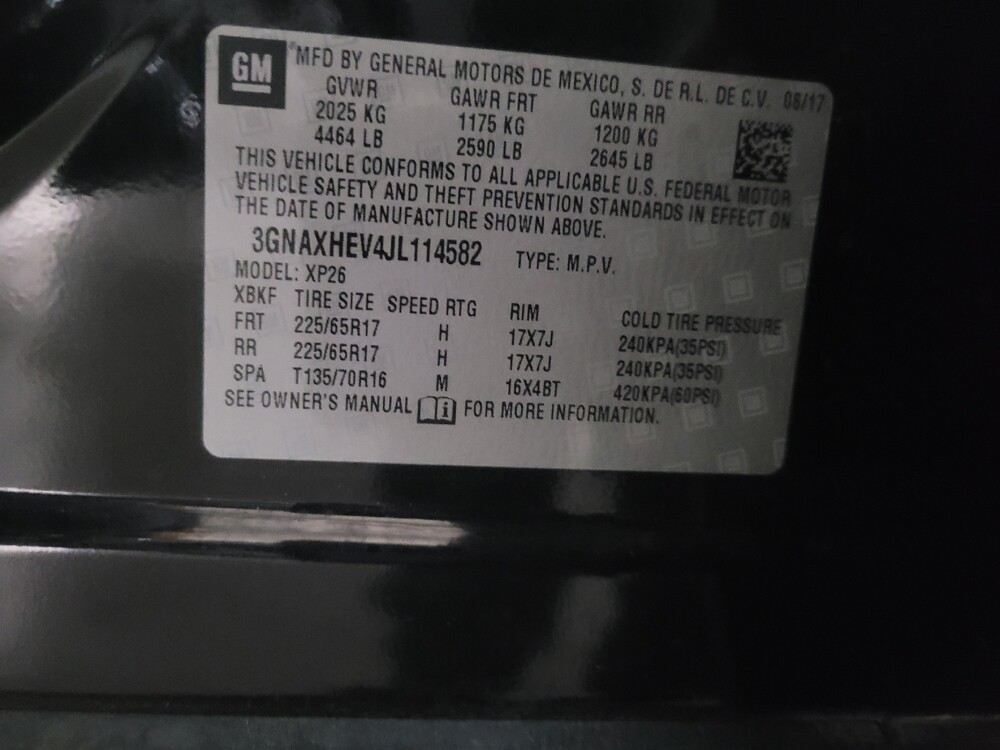 GM MFD BY GENERAL MOTORS DE MEXICO, S. DE R.L. DE C.V. 06/17
GVWR GAWR FRT GAWR RR
2025 KG 1175 KG 1200 KG
4464 LB 2590 LB 2645 LB
THIS VEHICLE CONFORMS TO ALL APPLICABLE U.S. FEDERAL MOTOR
VEHICLE SAFETY AND THEFT PREVENTION STANDARDS IN EFFECT ON
THE DATE OF MANUFACTURE SHOWN ABOVE.
3GNAXHEV4JL114582 TYPE: M.P.V.
MODEL: XP26
XBKF TIRE SIZE SPEED RTG RIM COLD TIRE PRESSURE
FRT 225/65R17 H 17X7J 240KPA(35PSI)
RR 225/65R17 H 17X7J 240KPA(35PSI)
SPA T135/70R16 M 16X4BT 420KPA(60PSI)
SEE OWNER'S MANUAL i FOR MORE INFORMATION.